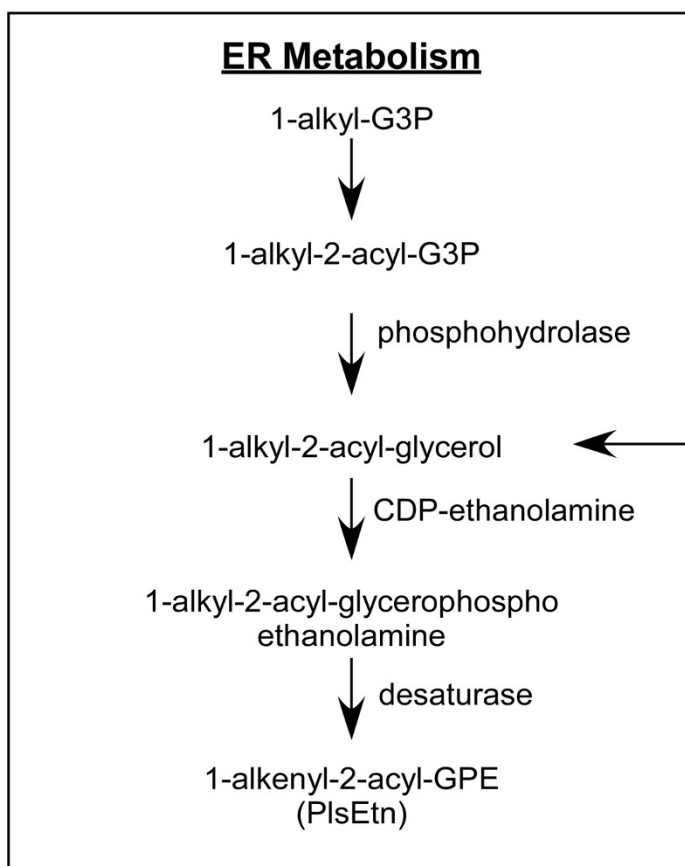 ER Metabolism
1-alkyl-G3P
1-alkyl-2-acyl-G3P
phosphohydrolase
1-alkyl-2-acyl-glycerol
CDP-ethanolamine
1-alkyl-2-acyl-glycerophospho
ethanolamine
desaturase
1-alkenyl-2-acyl-GPE
(PlsEtn)